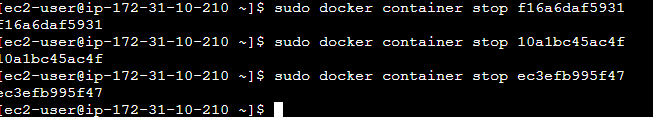 [ec2-user@ip-172-31-10-210 ~]$ sudo docker container stop f16a6daf5931
f16a6daf5931
[ec2-user@ip-172-31-10-210 ~]$ sudo docker container stop 10a1bc45ac4f
10a1bc45ac4f
[ec2-user@ip-172-31-10-210 ~]$ sudo docker container stop ec3efb995f47
ec3efb995f47
[ec2-user@ip-172-31-10-210 ~]$